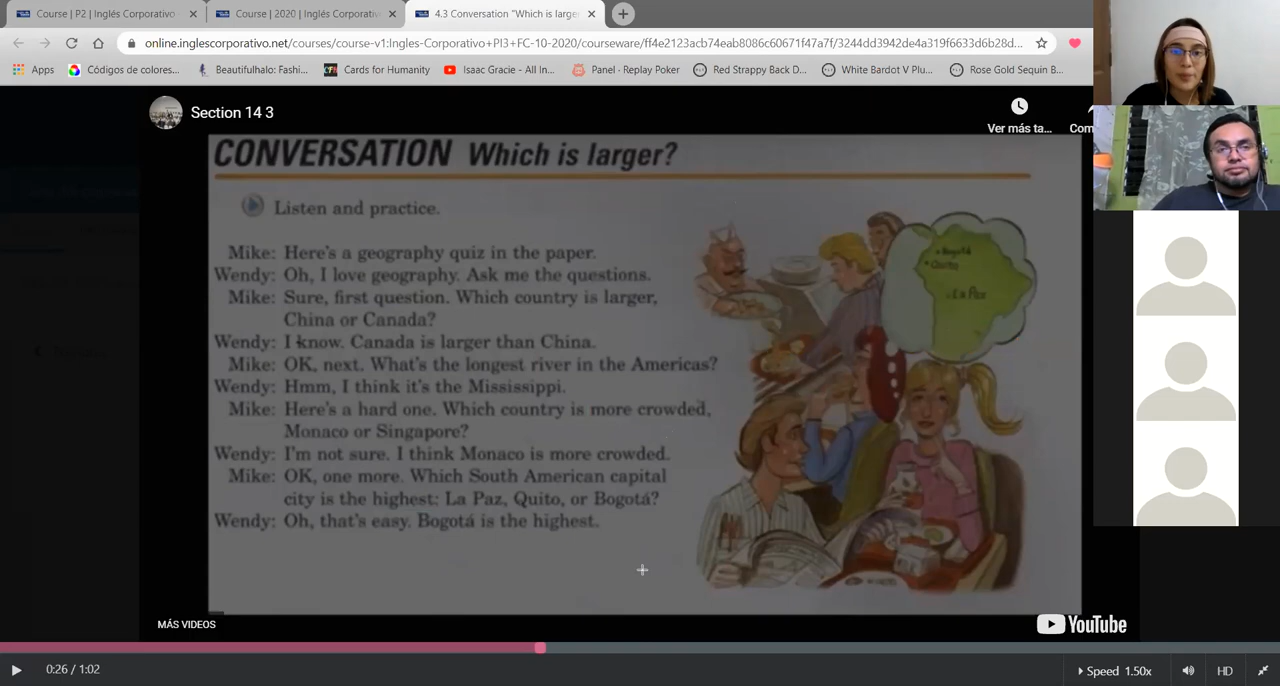 Course | P2 | Inglés Corporativo
Course | 2020 | Inglés Corporativ
4.3 Conversation "Which is large
online.inglescorporativo.net/courses/course-v1:Ingles-Corporativo+PI3+FC-10-2020/courseware/ff4e2123acb74eab8086c60671f47a7f/3244dd3942de4a319f6633d6b28d...
Apps
Códigos de colores...
Beautifulhalo: Fashi...
Cards for Humanity
Isaac Gracie - All In...
Panel · Replay Poker
Red Strappy Back D...
White Bardot V Plu...
Rose Gold Sequin B...
Section 14 3
Ver más ta...
Com
CONVERSATION Which is larger?
Listen and practice.
Mike: Here's a geography quiz in the paper.
Wendy: Oh, I love geography. Ask me the questions.
Mike: Sure, first question. Which country is larger,
China or Canada?
Wendy: I know. Canada is larger than China.
Mike: OK, next. What's the longest river in the Americas?
Wendy: Hmm, I think it's the Mississippi.
Mike: Here's a hard one. Which country is more crowded,
Monaco or Singapore?
Wendy: I'm not sure. I think Monaco is more crowded.
Mike: OK, one more. Which South American capital
city is the highest: La Paz, Quito, or Bogotá?
Wendy: Oh, that's easy. Bogotá is the highest.
Bogotá
Quito
La Paz
MÁS VIDEOS
YouTube
0:26 / 1:02
Speed 1.50x
HD